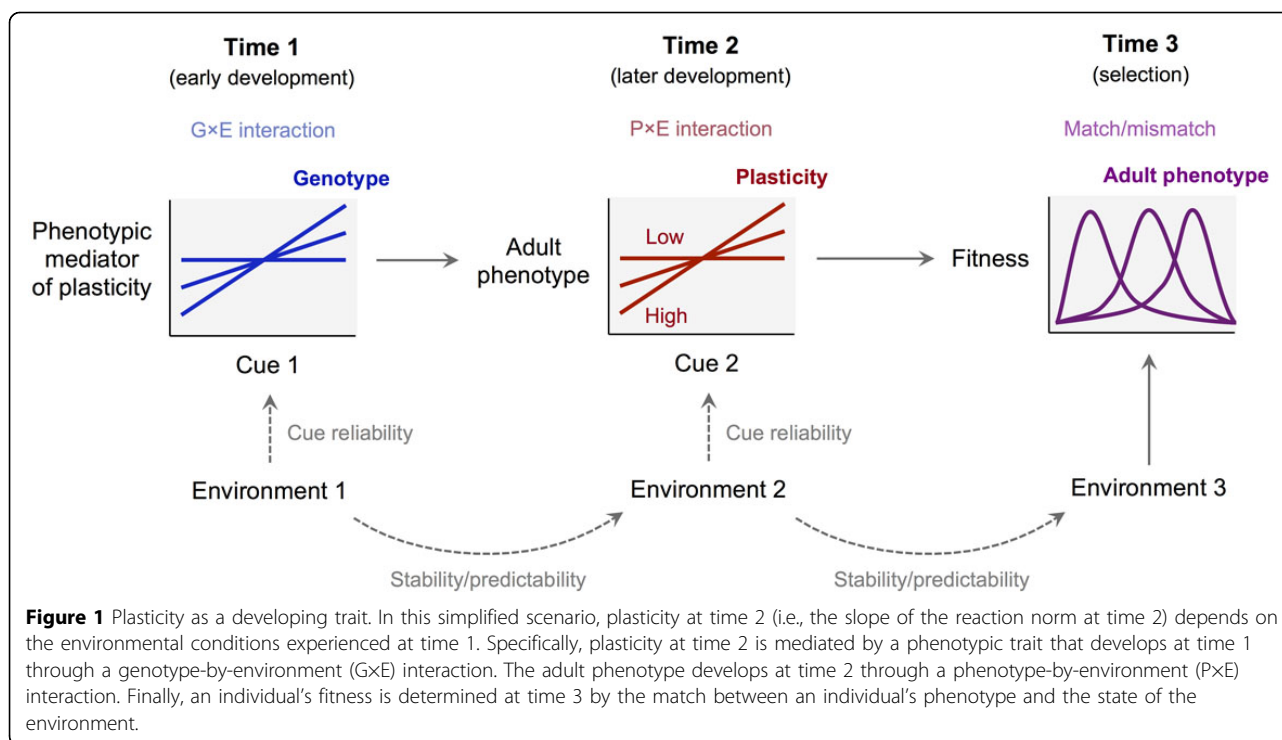 Time 1
(early development)
Time 2
(later development)
Time 3
(selection)
G×E interaction
P×E interaction
Match/mismatch
Genotype
Plasticity
Adult phenotype
Phenotypic
mediator
of plasticity
Adult
phenotype
Low
High
Fitness
Cue 1
Cue 2
Cue reliability
Cue reliability
Environment 1
Environment 2
Environment 3
Stability/predictability
Stability/predictability
Figure 1 Plasticity as a developing trait. In this simplified scenario, plasticity at time 2 (i.e., the slope of the reaction norm at time 2) depends on
the environmental conditions experienced at time 1. Specifically, plasticity at time 2 is mediated by a phenotypic trait that develops at time 1
through a genotype-by-environment (G×E) interaction. The adult phenotype develops at time 2 through a phenotype-by-environment (P×E)
interaction. Finally, an individual's fitness is determined at time 3 by the match between an individual's phenotype and the state of the
environment.